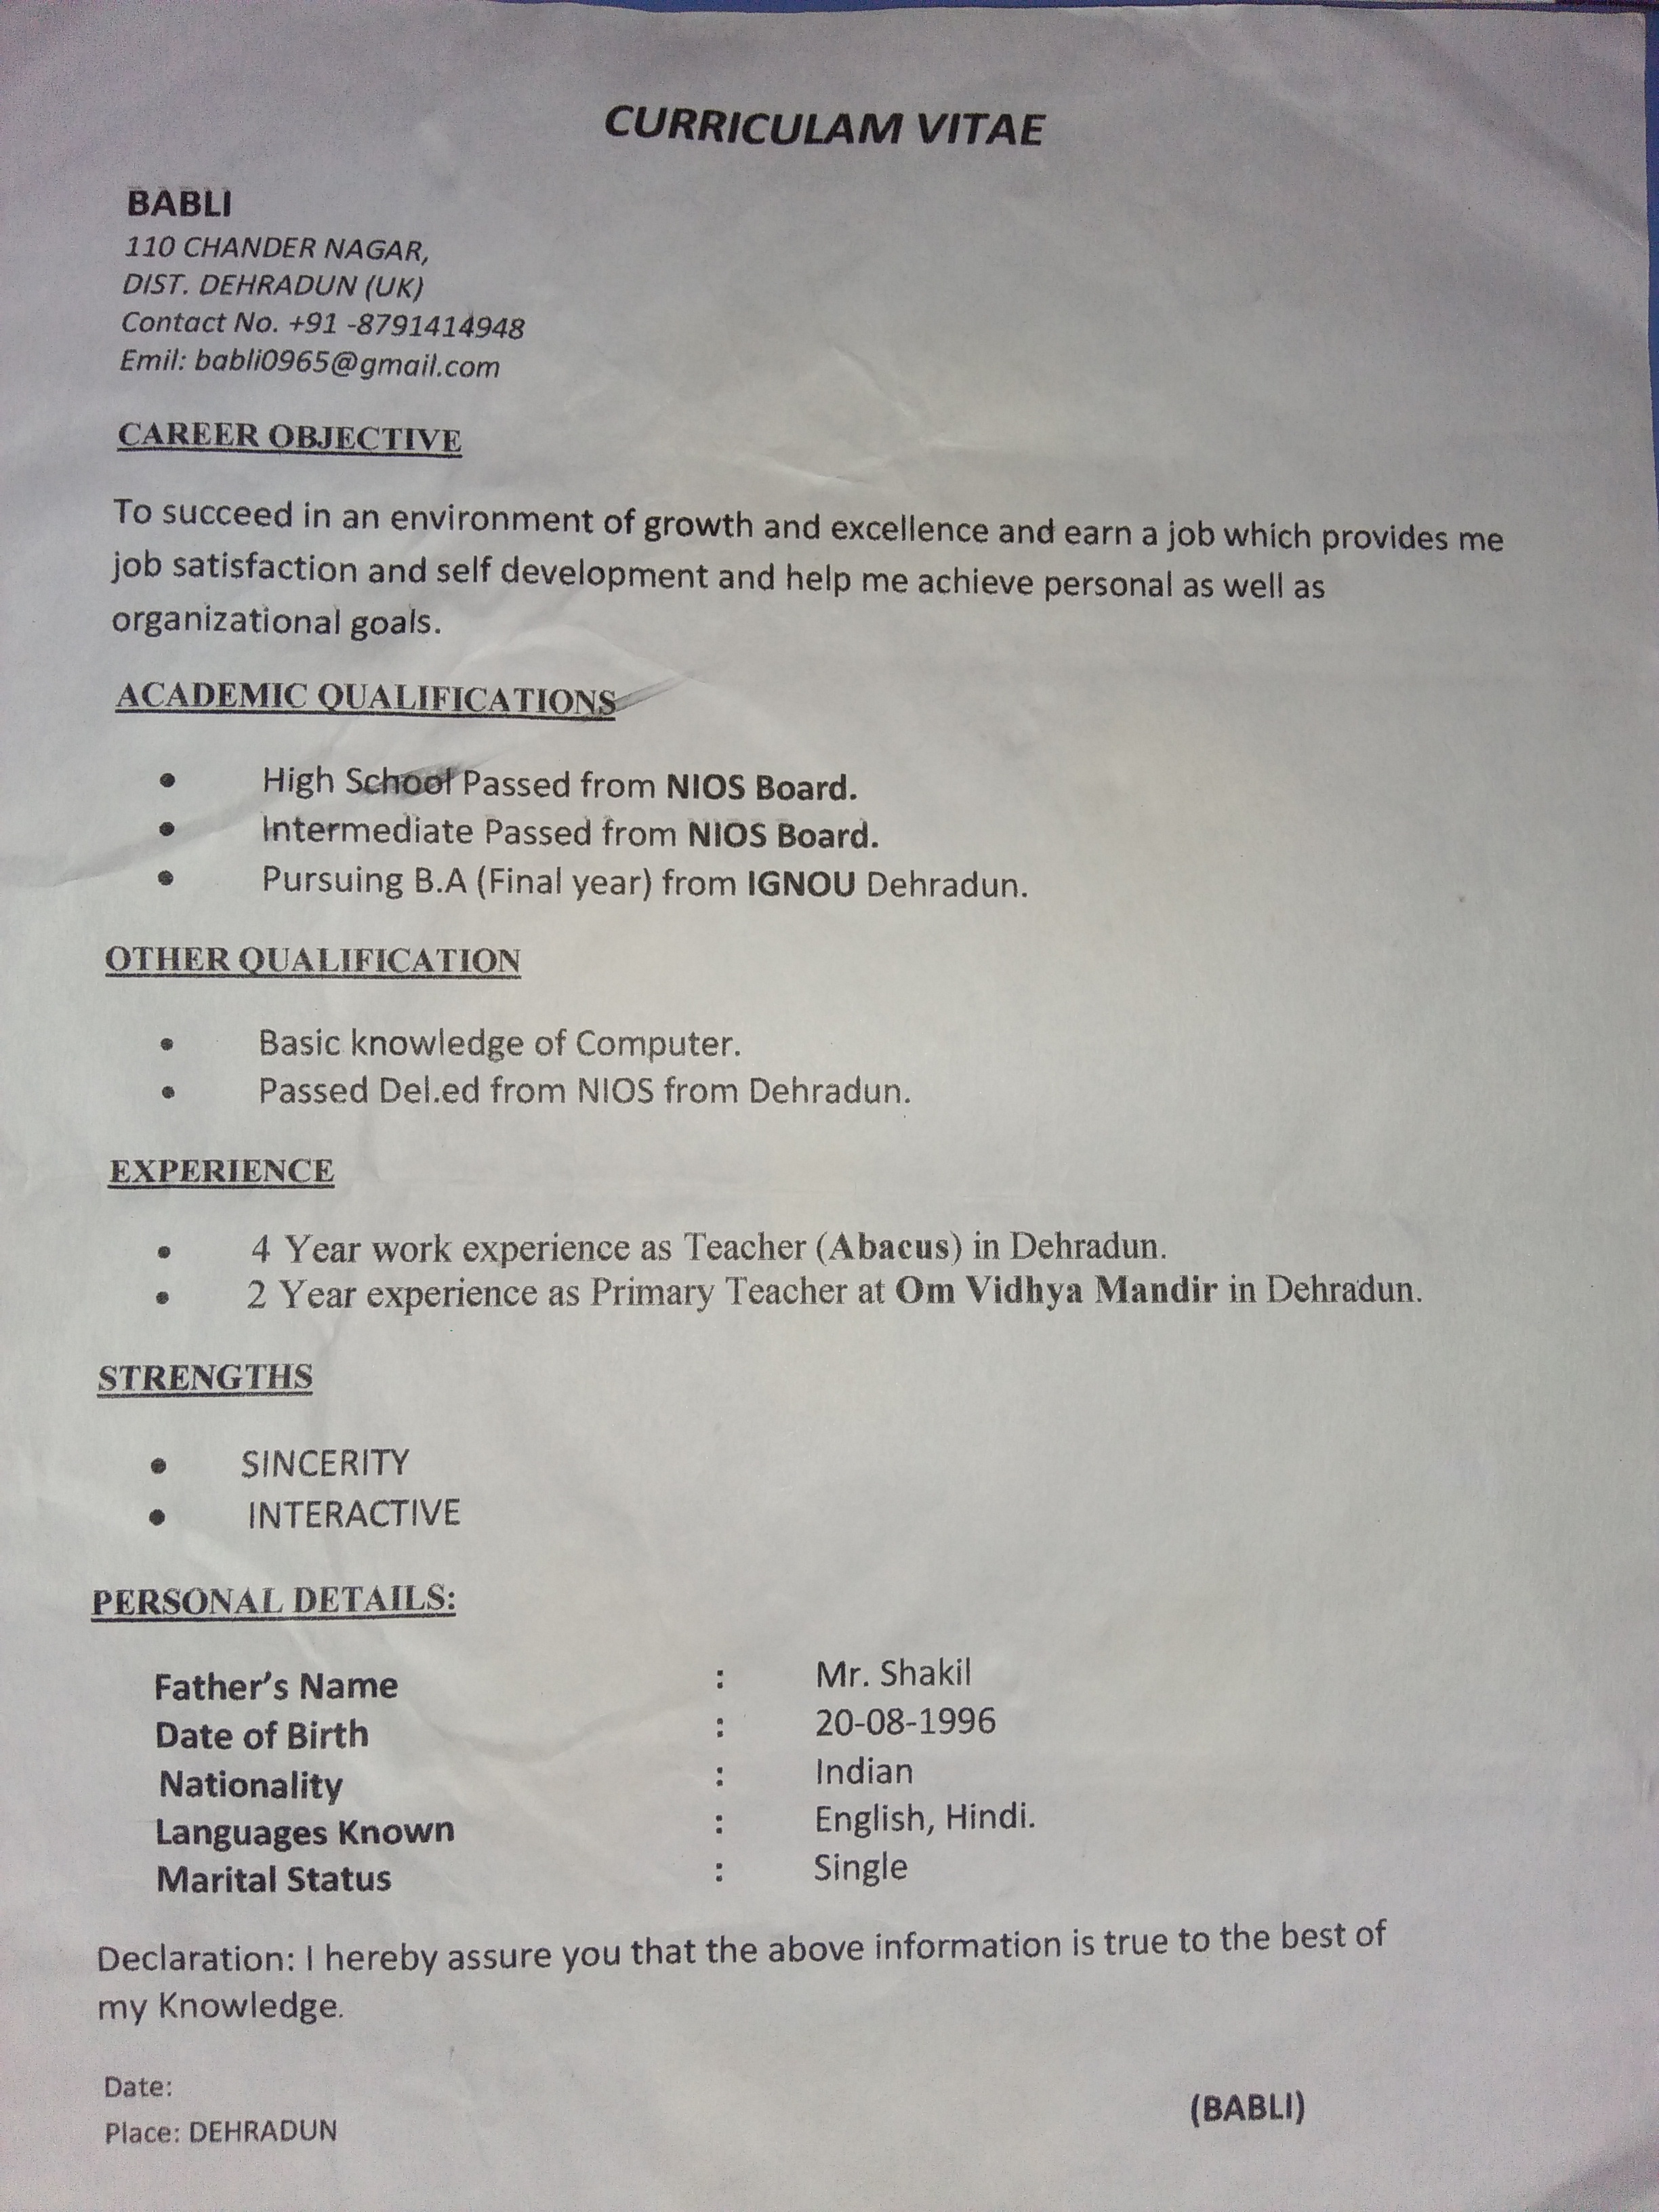 CURRICULAM VITAE
BABLI
110 CHANDER NAGAR,
DIST. DEHRADUN (UK)
Contact No. +91 -8791414948
Emil: babli0965@gmail.com
CAREER OBJECTIVE
To succeed in an environment of growth and excellence and earn a job which provides me
job satisfaction and self development and help me achieve personal as well as
organizational goals.
ACADEMIC QUALIFICATIONS
• High School Passed from NIOS Board.
• Intermediate Passed from NIOS Board.
• Pursuing B.A (Final year) from IGNOU Dehradun.
OTHER QUALIFICATION
• Basic knowledge of Computer.
• Passed Del.ed from NIOS from Dehradun.
EXPERIENCE
• 4 Year work experience as Teacher (Abacus) in Dehradun.
• 2 Year experience as Primary Teacher at Om Vidhya Mandir in Dehradun.
STRENGTHS
• SINCERITY
• INTERACTIVE
PERSONAL DETAILS:
Father's Name : Mr. Shakil
Date of Birth : 20-08-1996
Nationality : Indian
Languages Known : English, Hindi.
Marital Status : Single
Declaration: I hereby assure you that the above information is true to the best of
my Knowledge.
Date:
Place: DEHRADUN (BABLI)